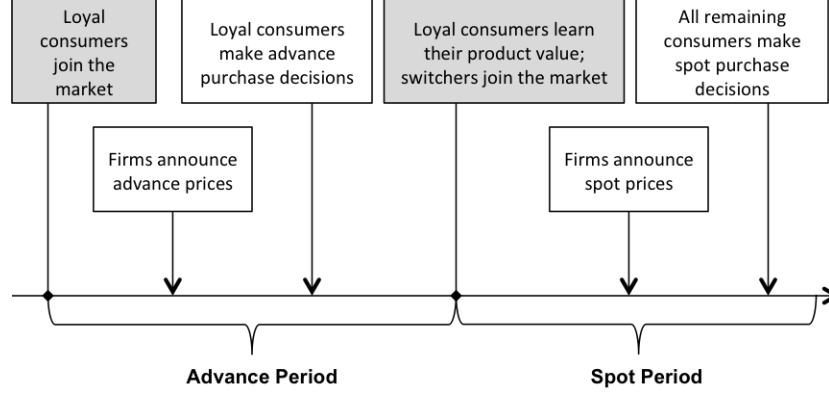 Loyal
consumers
join the
market
Loyal consumers
make advance
purchase decisions
Loyal consumers learn
their product value;
switchers join the market
All remaining
consumers make
spot purchase
decisions
Firms announce
advance prices
Firms announce
spot prices
Advance Period
Spot Period